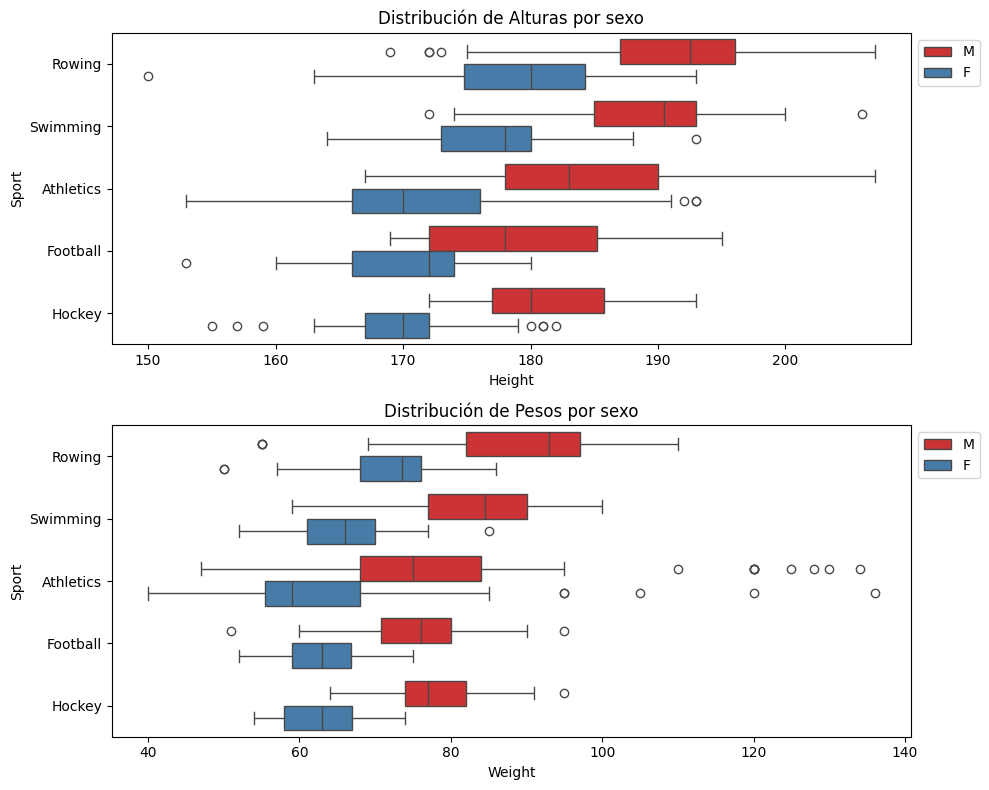 Distribución de Alturas por sexo
M
F
Rowing
Swimming
Athletics
Football
Hockey
Sport
150 160 170 180 190 200
Height
Distribución de Pesos por sexo
M
F
Rowing
Swimming
Athletics
Football
Hockey
Sport
40 60 80 100 120 140
Weight